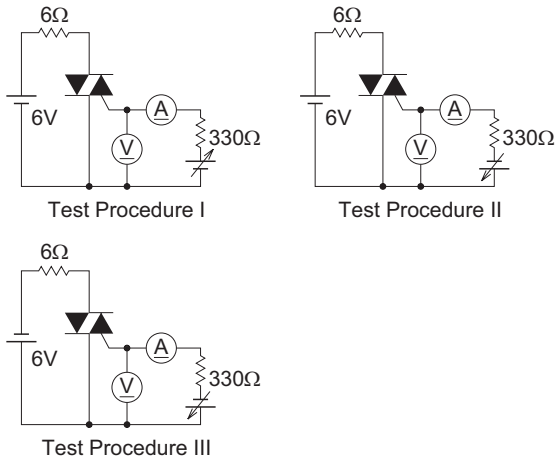 6Ω
6V
A
V
330Ω
Test Procedure I
6Ω
6V
A
V
330Ω
Test Procedure II
6Ω
6V
A
V
330Ω
Test Procedure III